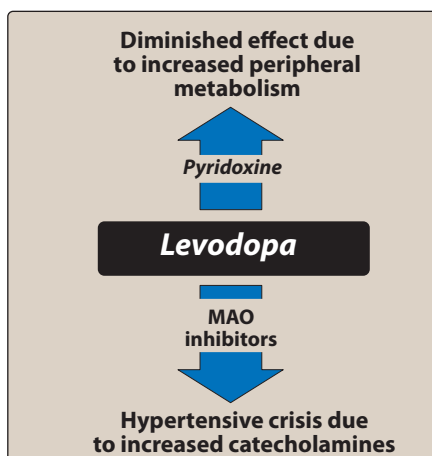 Diminished effect due
to increased peripheral
metabolism
Pyridoxine
Levodopa
MAO
inhibitors
Hypertensive crisis due
to increased catecholamines